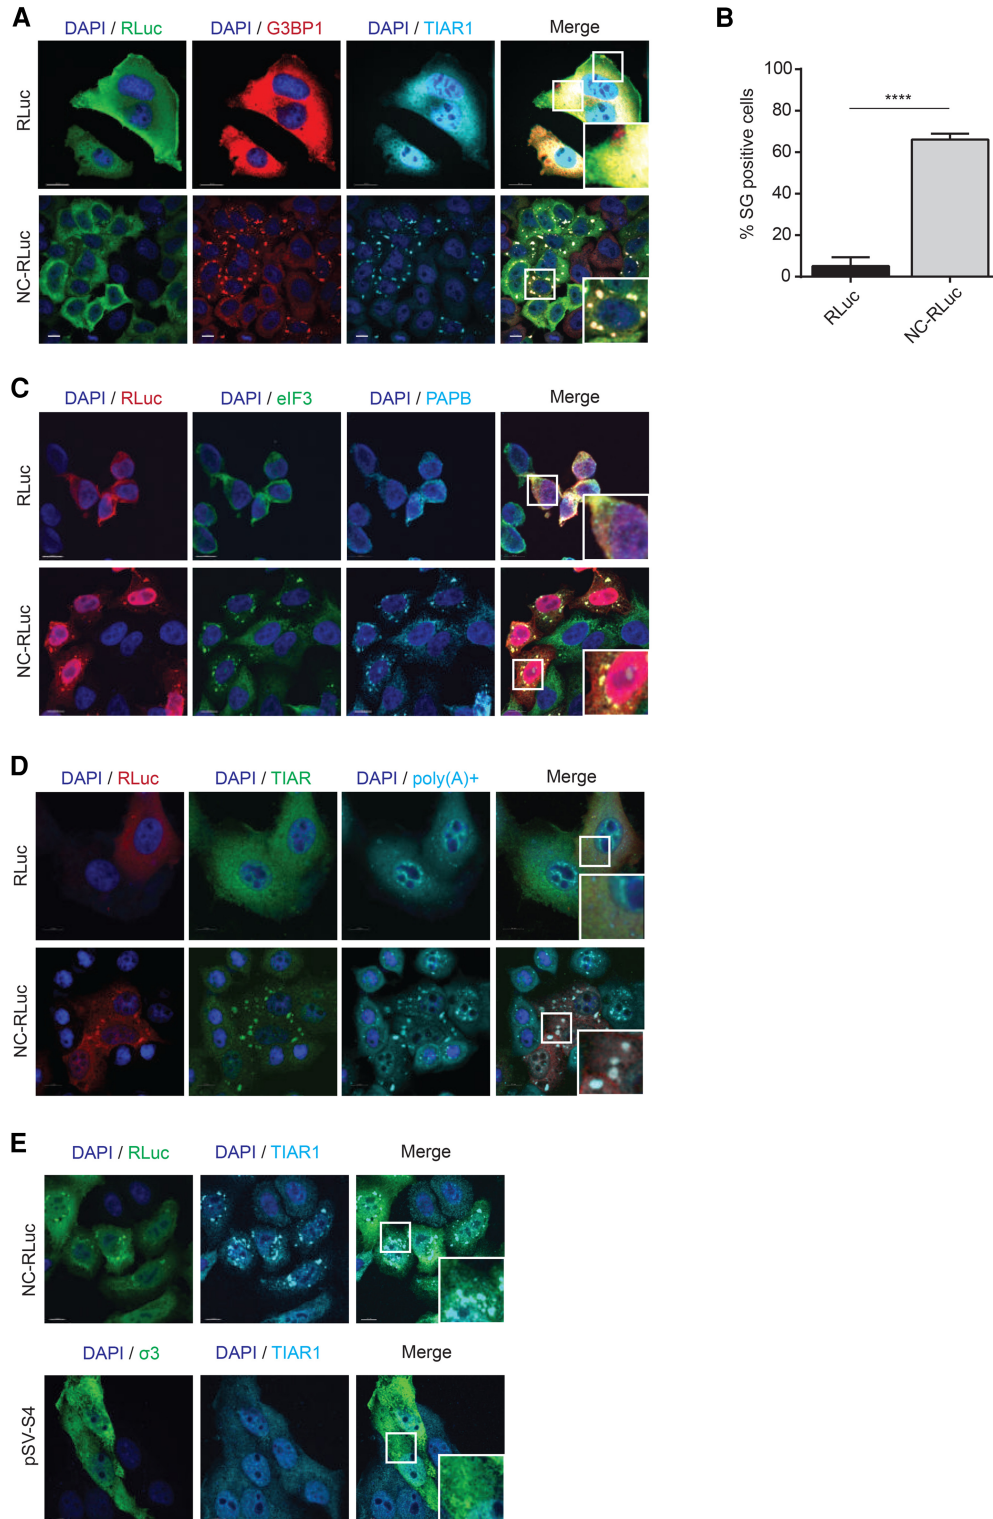 A
DAPI / RLuc
DAPI / G3BP1
DAPI / TIAR1
Merge
RLuc
NC-RLuc
B
% SG positive cells
100
80
60
40
20
0
****
RLuc
NC-RLuc
C
DAPI / RLuc
DAPI / eIF3
DAPI / PAPB
Merge
RLuc
NC-RLuc
D
DAPI / RLuc
DAPI / TIAR
DAPI / poly(A)+
Merge
RLuc
NC-RLuc
E
DAPI / RLuc
DAPI / TIAR1
Merge
NC-RLuc
DAPI / σ3
DAPI / TIAR1
Merge
pSV-S4